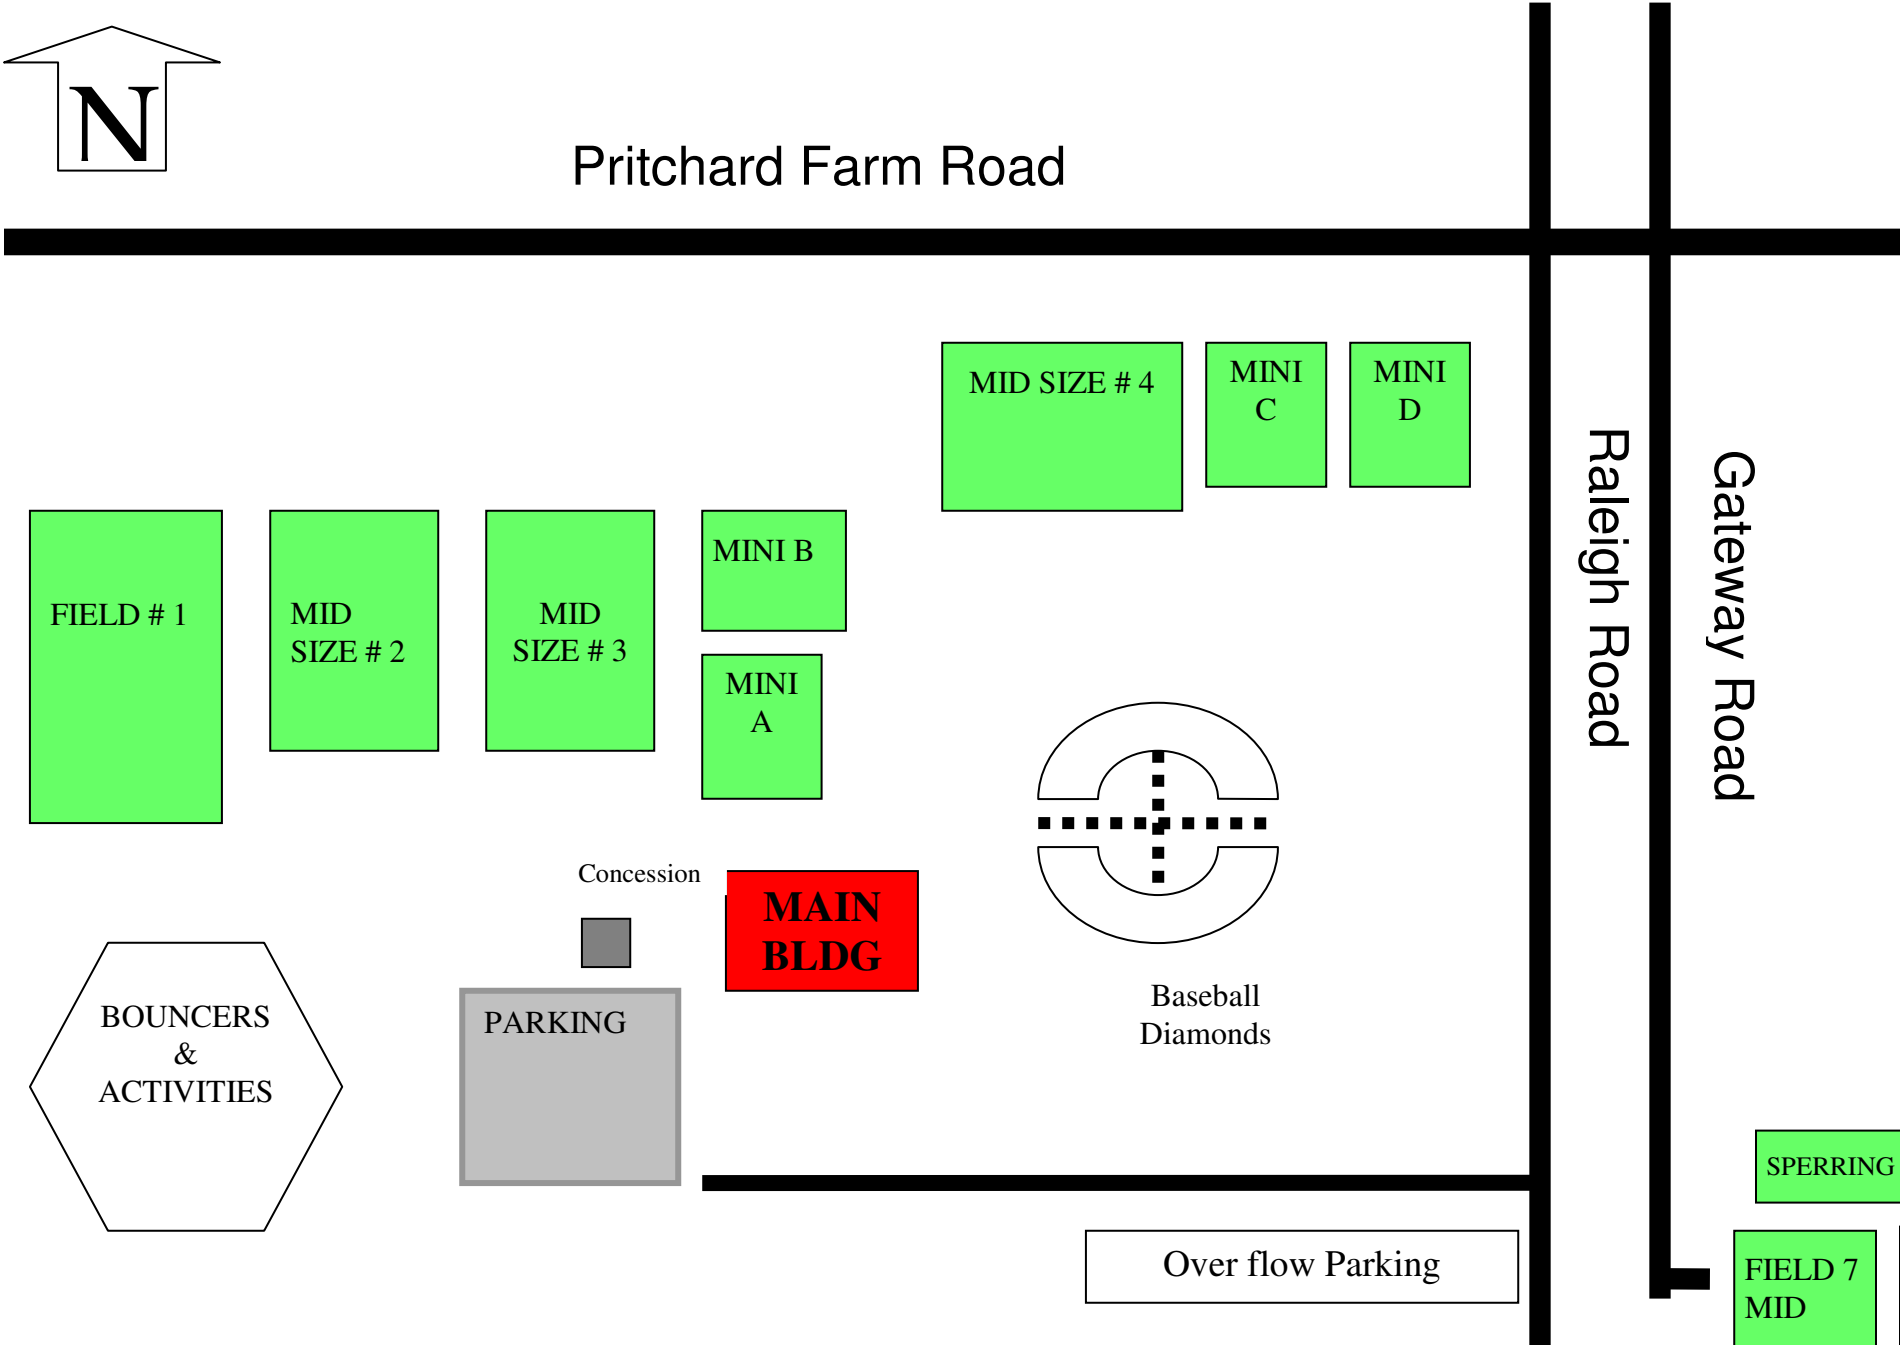 N
Pritchard Farm Road
MID SIZE # 4
MINI
C
MINI
D
Raleigh Road
Gateway Road
FIELD # 1
MID
SIZE # 2
MID
SIZE # 3
MINI B
MINI
A
Concession
MAIN
BLDG
BOUNCERS
&
ACTIVITIES
PARKING
Baseball
Diamonds
SPERRING
Over flow Parking
FIELD 7
MID